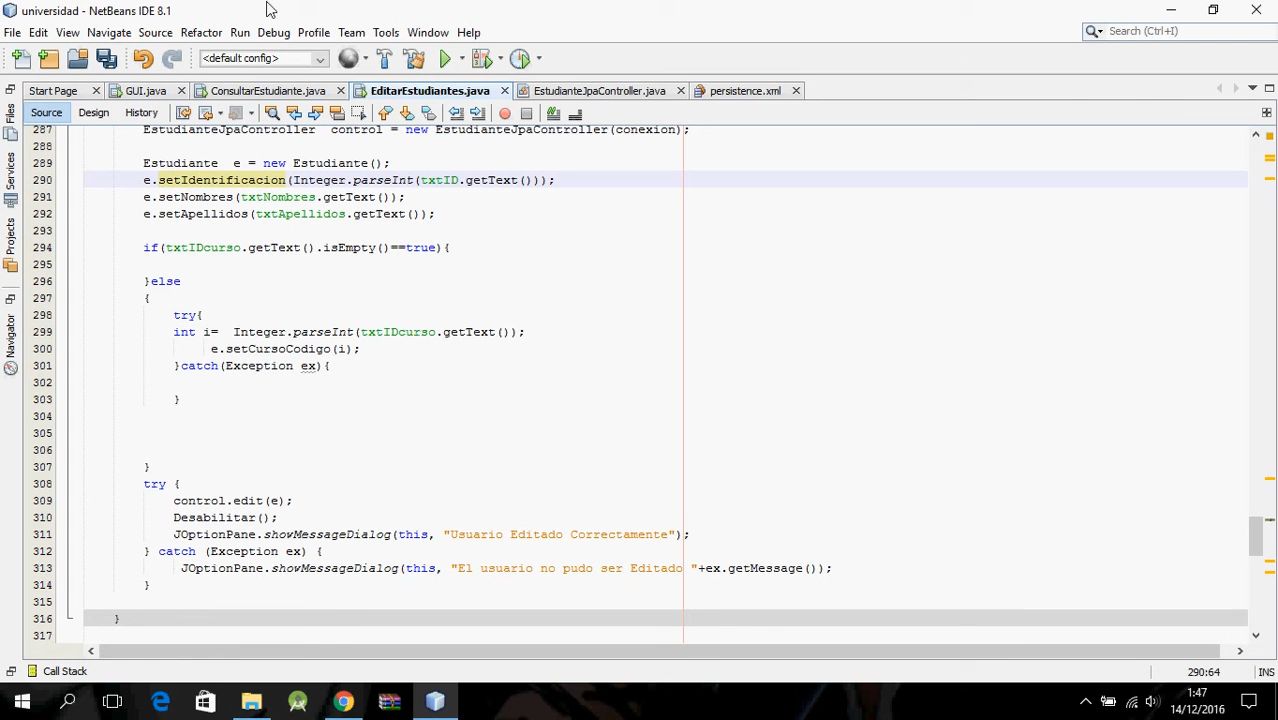 universidad - NetBeans IDE 8.1
File Edit View Navigate Source Refactor Run Debug Profile Team Tools Window Help
Search (Ctrl+I)
<default config>
Start Page GUI.java ConsultarEstudiante.java EditarEstudiantes.java EstudianteJpaController.java persistence.xml
Source Design History
Files
Services
Projects
Navigator
287 EstudianteJpaController control = new EstudianteJpaController(conexion);
288
289 Estudiante e = new Estudiante();
290 e.setIdentificacion(Integer.parseInt(txtID.getText()));
291 e.setNombres(txtNombres.getText());
292 e.setApellidos(txtApellidos.getText());
293
294 if(txtIDcurso.getText().isEmpty()==true){
295
296 }else
297 {
298 try{
299 int i= Integer.parseInt(txtIDcurso.getText());
300 e.setCursoCodigo(i);
301 }catch(Exception ex){
302
303 }
304
305
306
307 }
308 try {
309 control.edit(e);
310 Desabilitar();
311 JOptionPane.showMessageDialog(this, "Usuario Editado Correctamente");
312 } catch (Exception ex) {
313 JOptionPane.showMessageDialog(this, "El usuario no pudo ser Editado "+ex.getMessage());
314 }
315
316 }
317
Call Stack
290:64 INS
1:47
14/12/2016